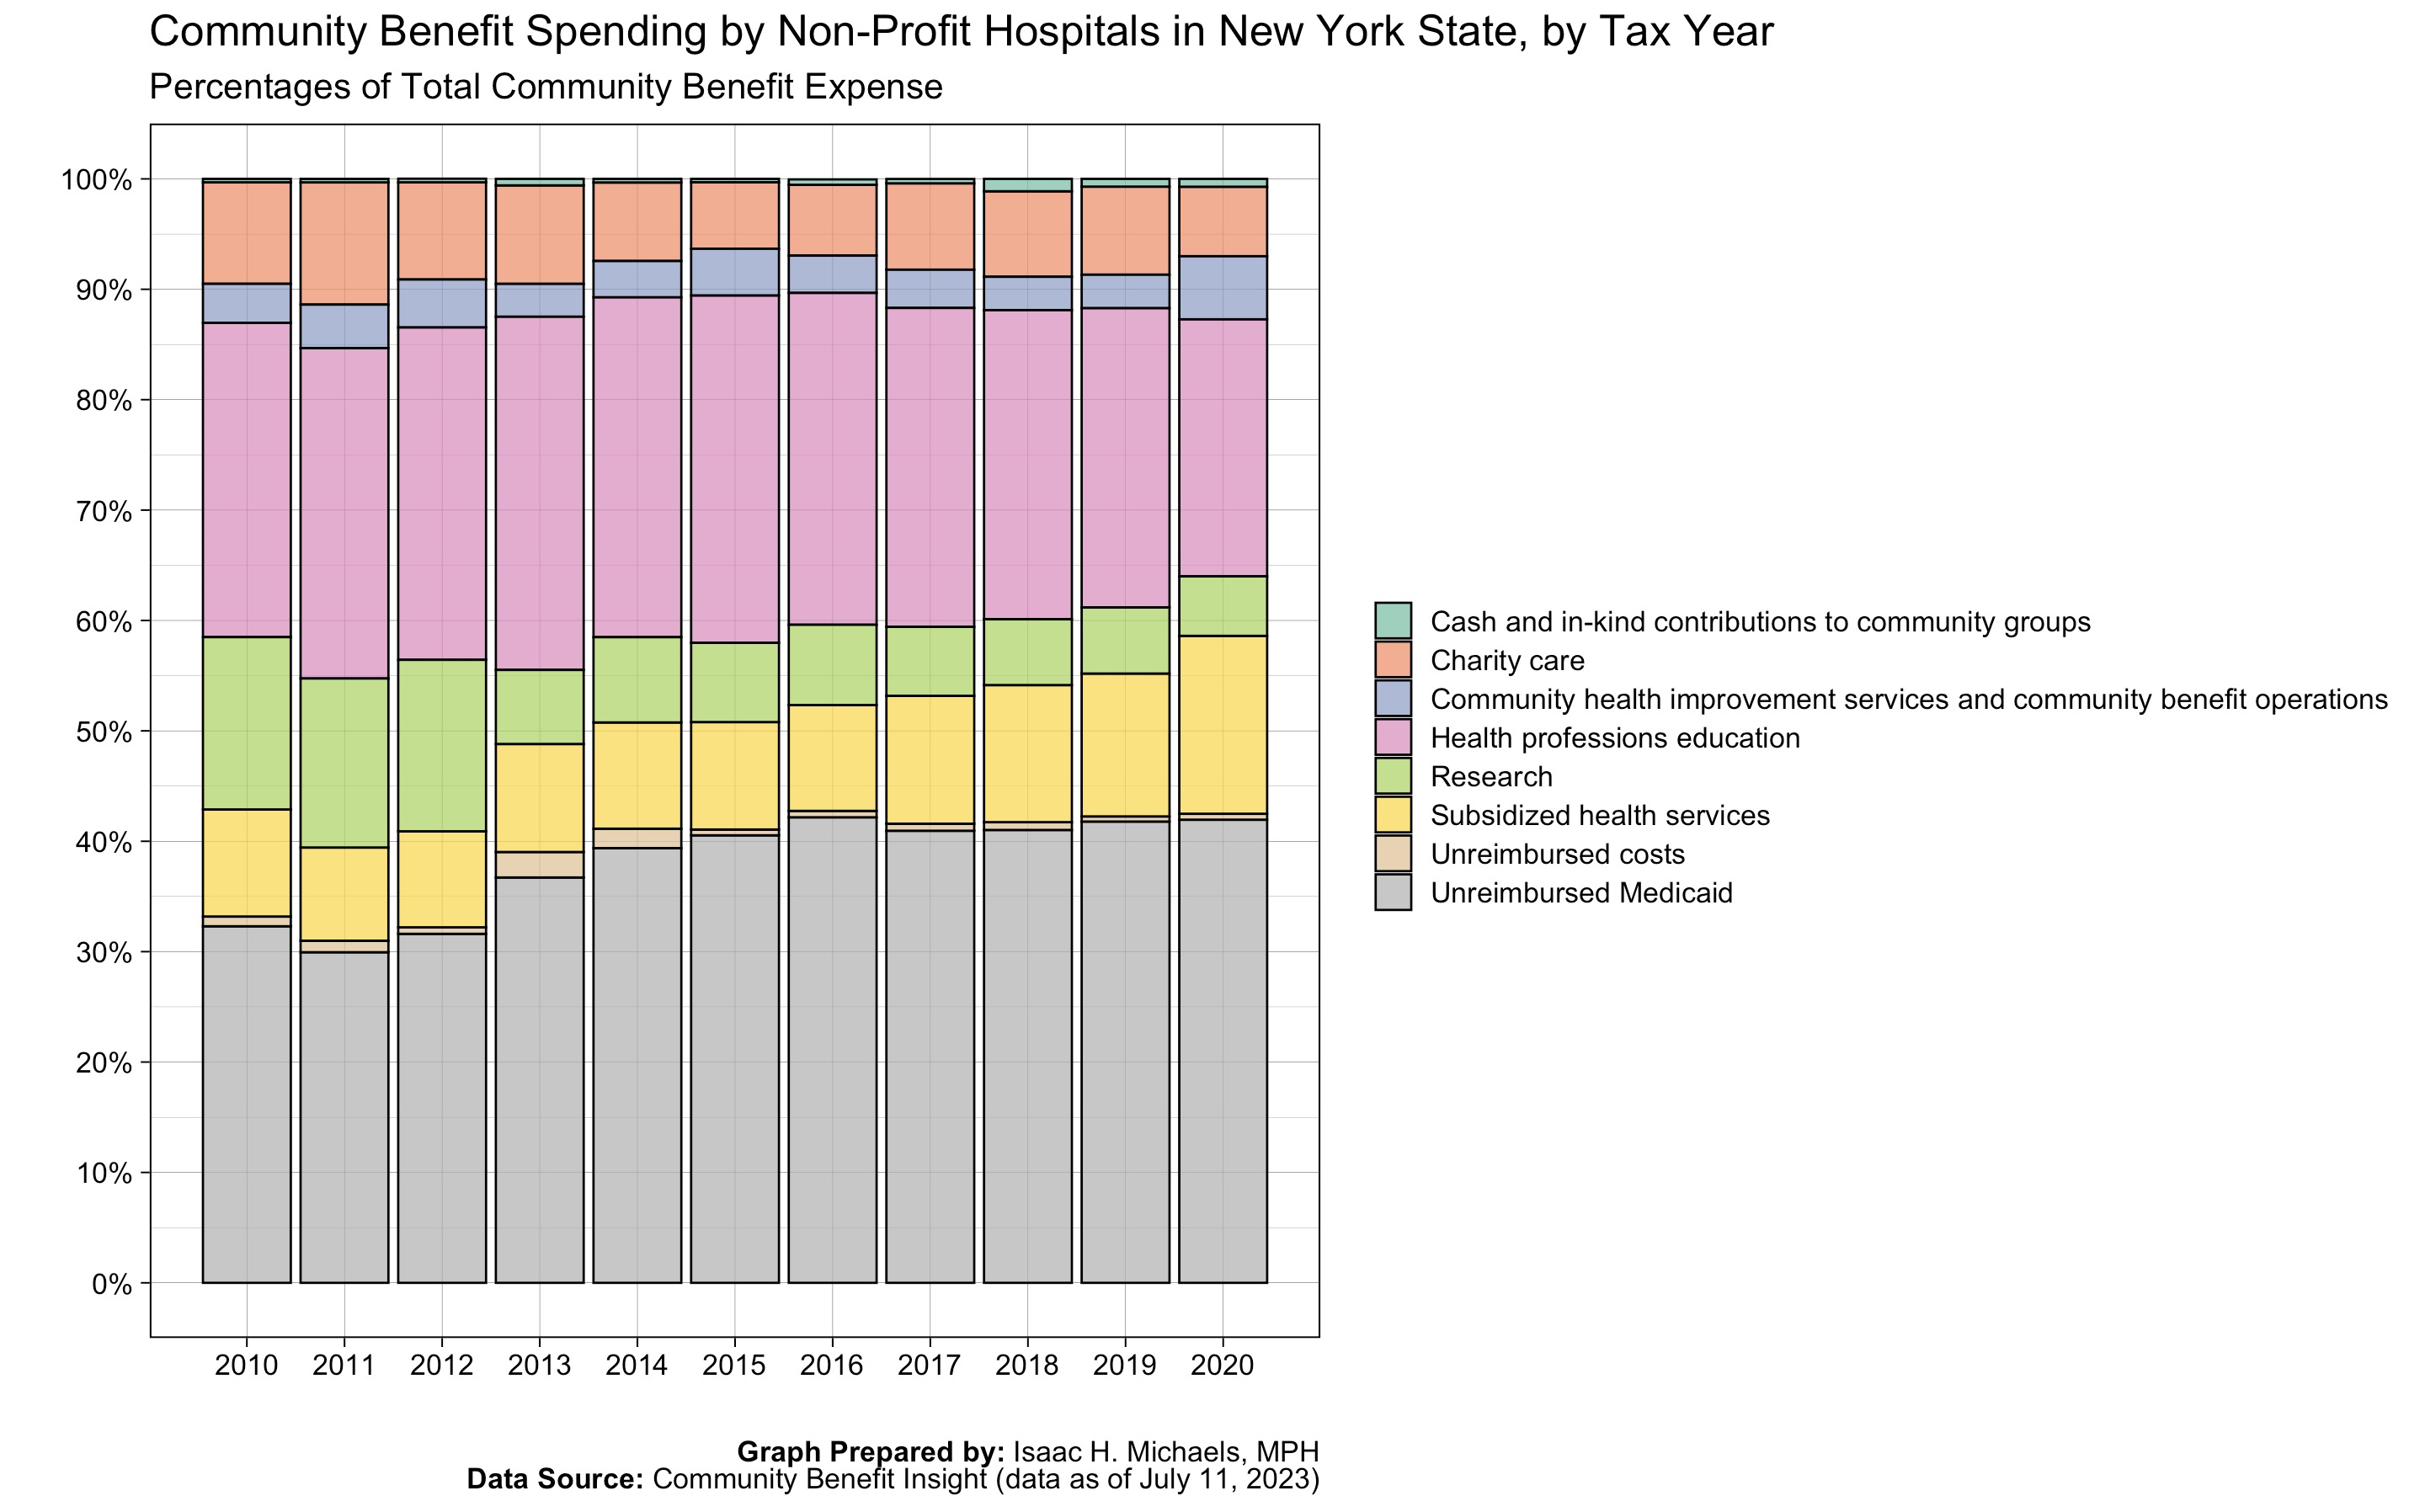 Community Benefit Spending by Non-Profit Hospitals in New York State, by Tax Year
Percentages of Total Community Benefit Expense
100%
90%
80%
70%
60%
50%
40%
30%
20%
10%
0%
2010 2011 2012 2013 2014 2015 2016 2017 2018 2019 2020
Cash and in-kind contributions to community groups
Charity care
Community health improvement services and community benefit operations
Health professions education
Research
Subsidized health services
Unreimbursed costs
Unreimbursed Medicaid
Graph Prepared by: Isaac H. Michaels, MPH
Data Source: Community Benefit Insight (data as of July 11, 2023)